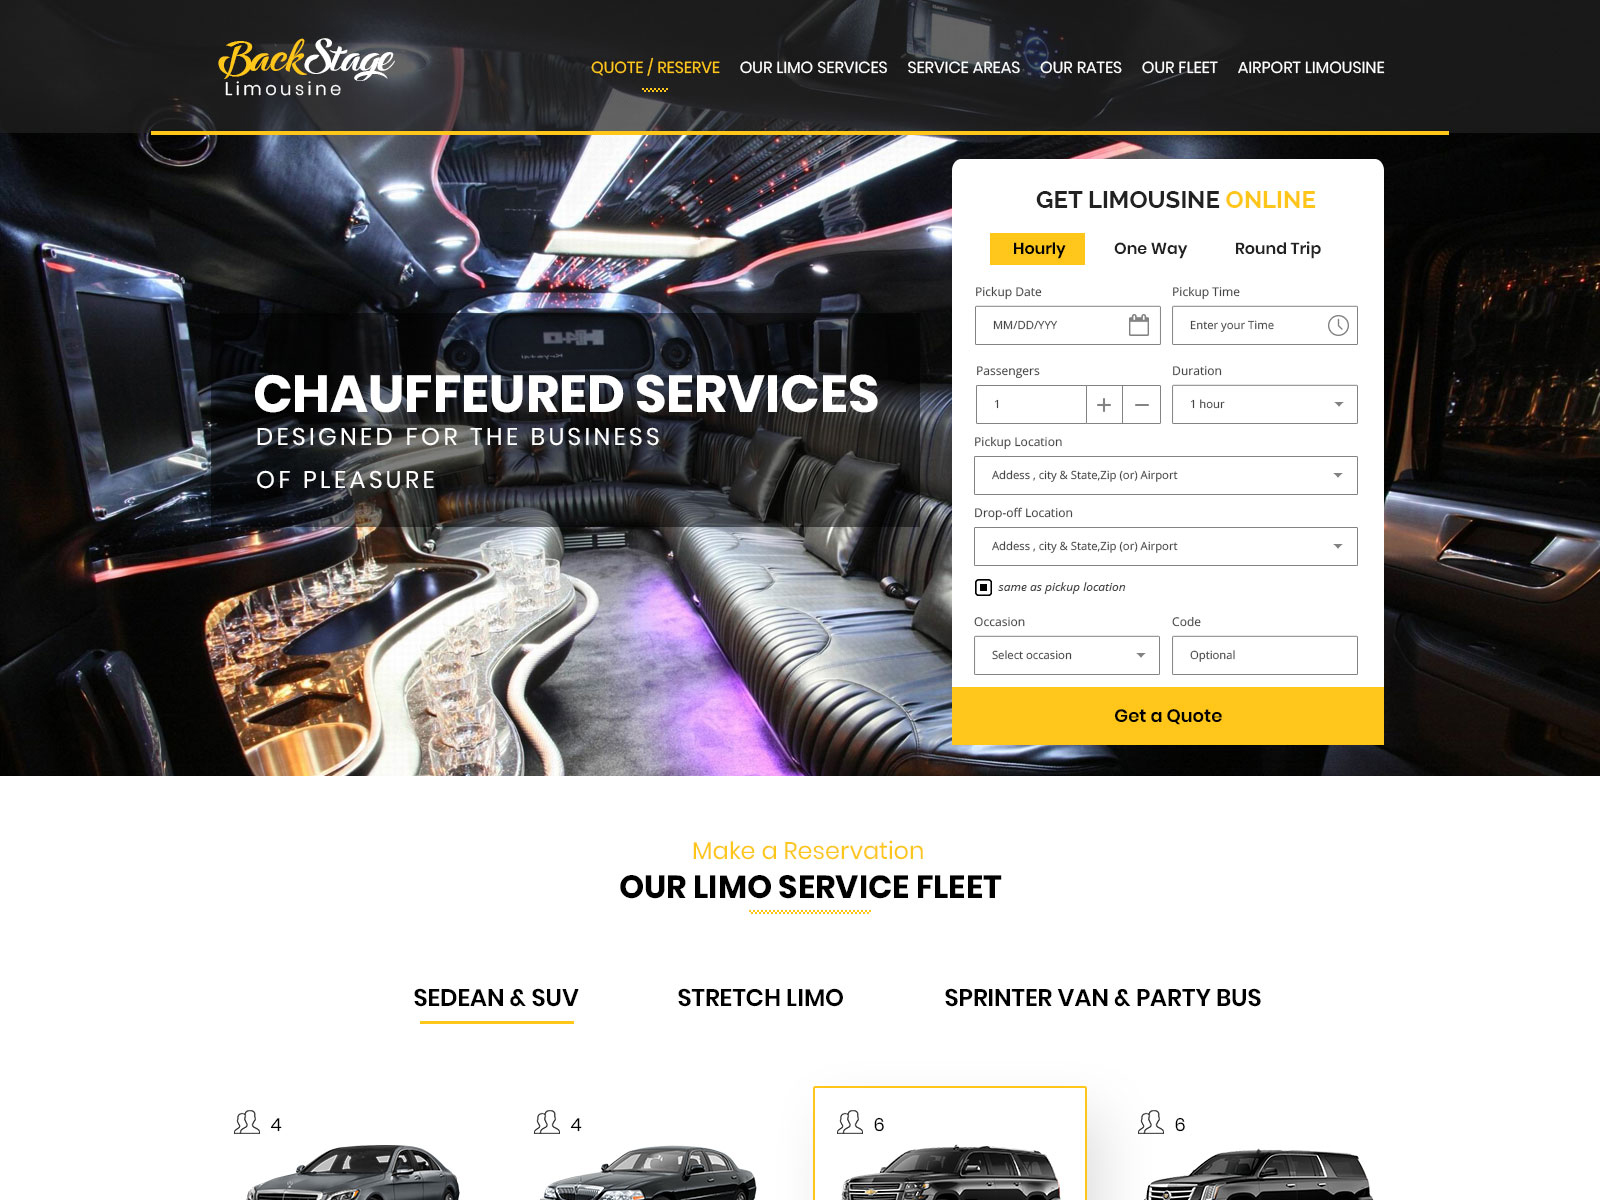 BackStage
Limousine
QUOTE / RESERVE OUR LIMO SERVICES SERVICE AREAS OUR RATES OUR FLEET AIRPORT LIMOUSINE
CHAUFFEURED SERVICES
DESIGNED FOR THE BUSINESS
OF PLEASURE
GET LIMOUSINE ONLINE
Hourly One Way Round Trip
Pickup Date Pickup Time
MM/DD/YYY Enter your Time
Passengers Duration
1 1 hour
Pickup Location
Addess , city & State,Zip (or) Airport
Drop-off Location
Addess , city & State,Zip (or) Airport
same as pickup location
Occasion Code
Select occasion Optional
Get a Quote
Make a Reservation
OUR LIMO SERVICE FLEET
SEDEAN & SUV STRETCH LIMO SPRINTER VAN & PARTY BUS
4 4 6 6